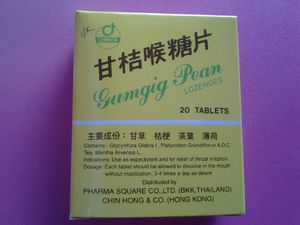 CHINETA
甘桔喉糖片
Gumgig Pean
LOZENGES
20 TABLETS
主要成份：甘草 桔梗 茶葉 薄荷
Contains:- Glycyrrhiza Glabra l. Platycodon Grandiflorum A.D.C.
Tea, Mentha Arvensis L.
Indications: Use as expectorant and for relief of throat irritation.
Dosage: Each tablet should be allowed to dissolve in the mouth
without mastication. 3-4 times a day as desire
Distributed by
PHARMA SQUARE CO.,LTD. (BKK,THAILAND)
CHIN HONG & CO. (HONG KONG)